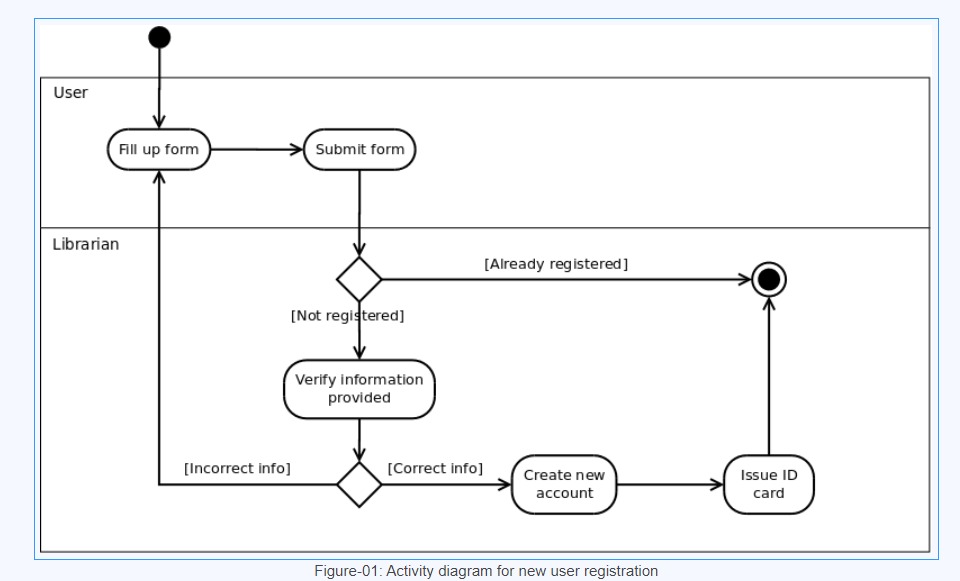 User
Fill up form
Submit form
Librarian
[Already registered]
[Not registered]
Verify information
provided
[Incorrect info]
[Correct info]
Create new
account
Issue ID
card
Figure-01: Activity diagram for new user registration